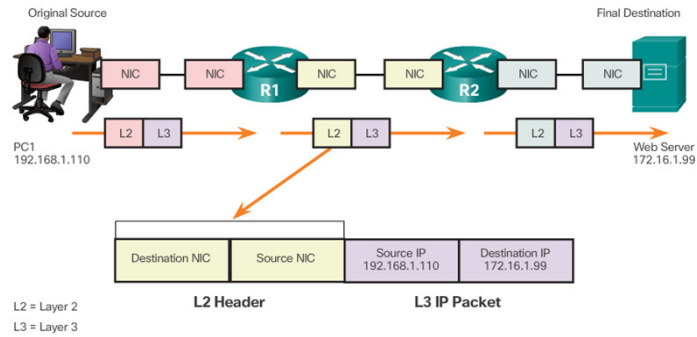 Original Source
Final Destination
NIC
NIC
R1
NIC
NIC
R2
NIC
NIC
L2 L3
L2 L3
L2 L3
PC1
192.168.1.110
Web Server
172.16.1.99
Destination NIC
Source NIC
Source IP
192.168.1.110
Destination IP
172.16.1.99
L2 Header
L3 IP Packet
L2 = Layer 2
L3 = Layer 3